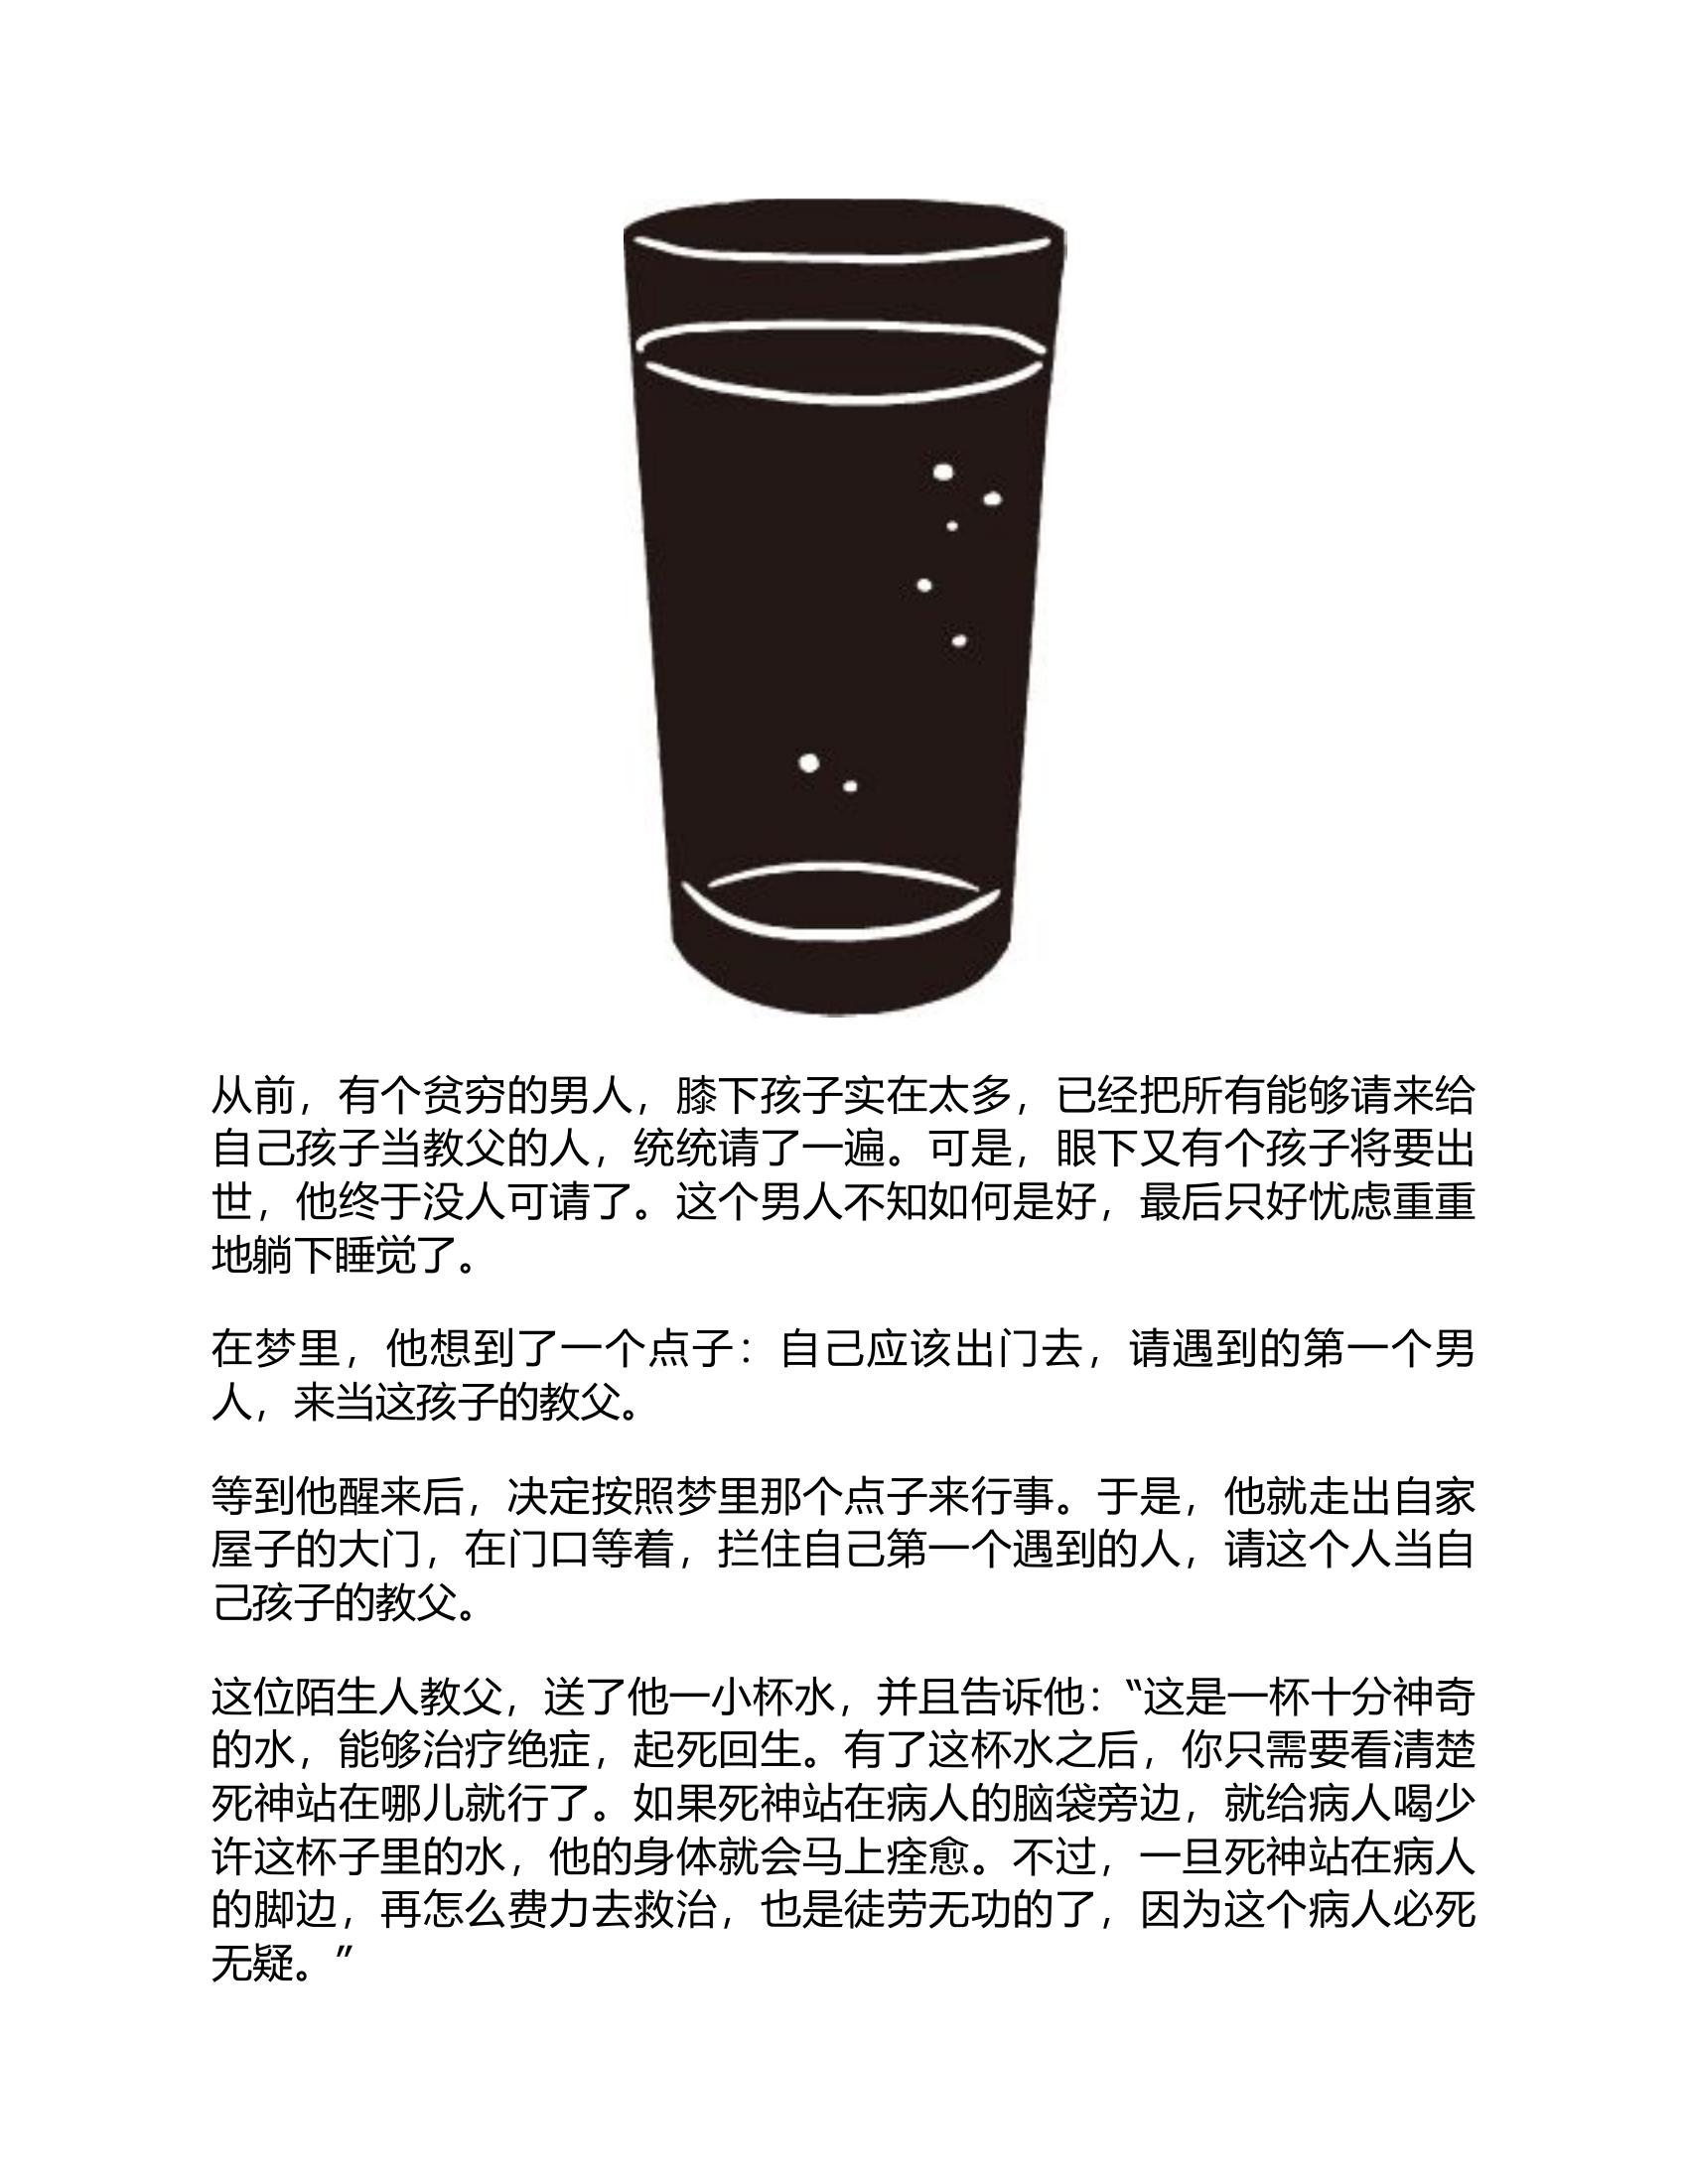 从前，有个贫穷的男人，膝下孩子实在太多，已经把所有能够请来给
自己孩子当教父的人，统统请了一遍。可是，眼下又有个孩子将要出
世，他终于没人可请了。这个男人不知如何是好，最后只好忧虑重重
地躺下睡觉了。
在梦里，他想到了一个点子：自己应该出门去，请遇到的第一个男
人，来当这孩子的教父。
等到他醒来后，决定按照梦里那个点子来行事。于是，他就走出自家
屋子的大门，在门口等着，拦住自己第一个遇到的人，请这个人当自
己孩子的教父。
这位陌生人教父，送了他一小杯水，并且告诉他：“这是一杯十分神奇
的水，能够治疗绝症，起死回生。有了这杯水之后，你只需要看清楚
死神站在哪儿就行了。如果死神站在病人的脑袋旁边，就给病人喝少
许这杯子里的水，他的身体就会马上痊愈。不过，一旦死神站在病人
的脚边，再怎么费力去救治，也是徒劳无功的了，因为这个病人必死
无疑。”